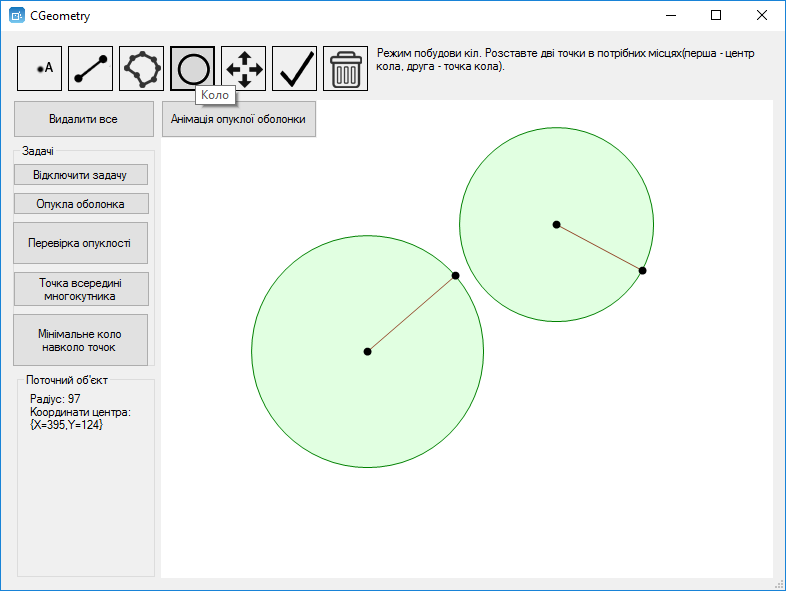 CGeometry
A
Режим побудови кіл. Розставте дві точки в потрібних місцях(перша - центр
кола, друга - точка кола).
Коло
Видалити все
Анімація опуклої оболонки
Задачі
Відключити задачу
Опукла оболонка
Перевірка опуклості
Точка всередині
многокутника
Мінімальне коло
навколо точок
Поточний об'єкт
Радіус: 97
Координати центра:
{X=395,Y=124}